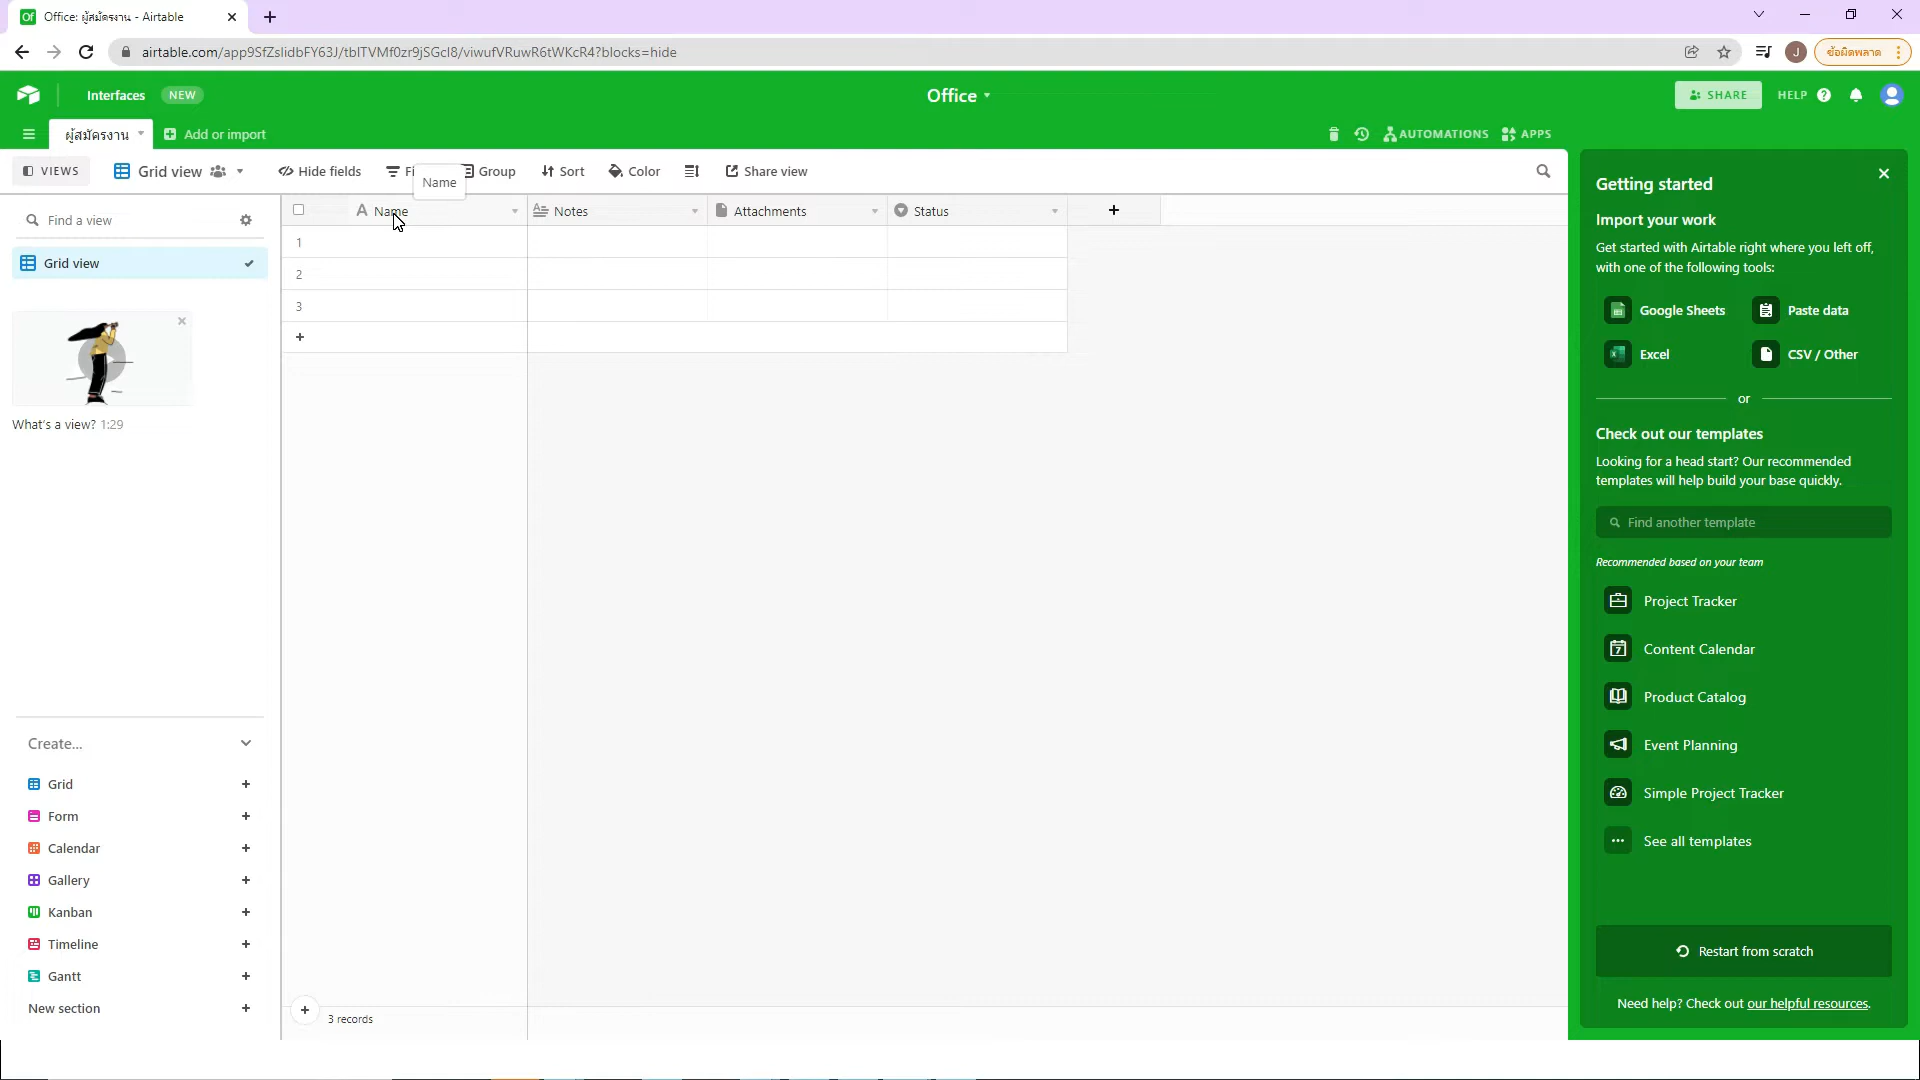 Office: ผู้สมัครงาน - Airtable
airtable.com/app9SfZslidbFY63J/tblTVMf0zr9jSGcI8/viwufVRuwR6tWKcR4?blocks=hide
J
ข้อผิดพลาด
Interfaces NEW
Office
SHARE
HELP
ผู้สมัครงาน
Add or import
AUTOMATIONS
APPS
VIEWS
Grid view
Hide fields
Name
Group
Sort
Color
Share view
Find a view
Grid view
What's a view? 1:29
Create...
Grid
Form
Calendar
Gallery
Kanban
Timeline
Gantt
New section
Name
Notes
Attachments
Status
1
2
3
3 records
Getting started
Import your work
Get started with Airtable right where you left off,
with one of the following tools:
Google Sheets
Paste data
Excel
CSV / Other
or
Check out our templates
Looking for a head start? Our recommended
templates will help build your base quickly.
Find another template
Recommended based on your team
Project Tracker
Content Calendar
Product Catalog
Event Planning
Simple Project Tracker
See all templates
Restart from scratch
Need help? Check out our helpful resources.